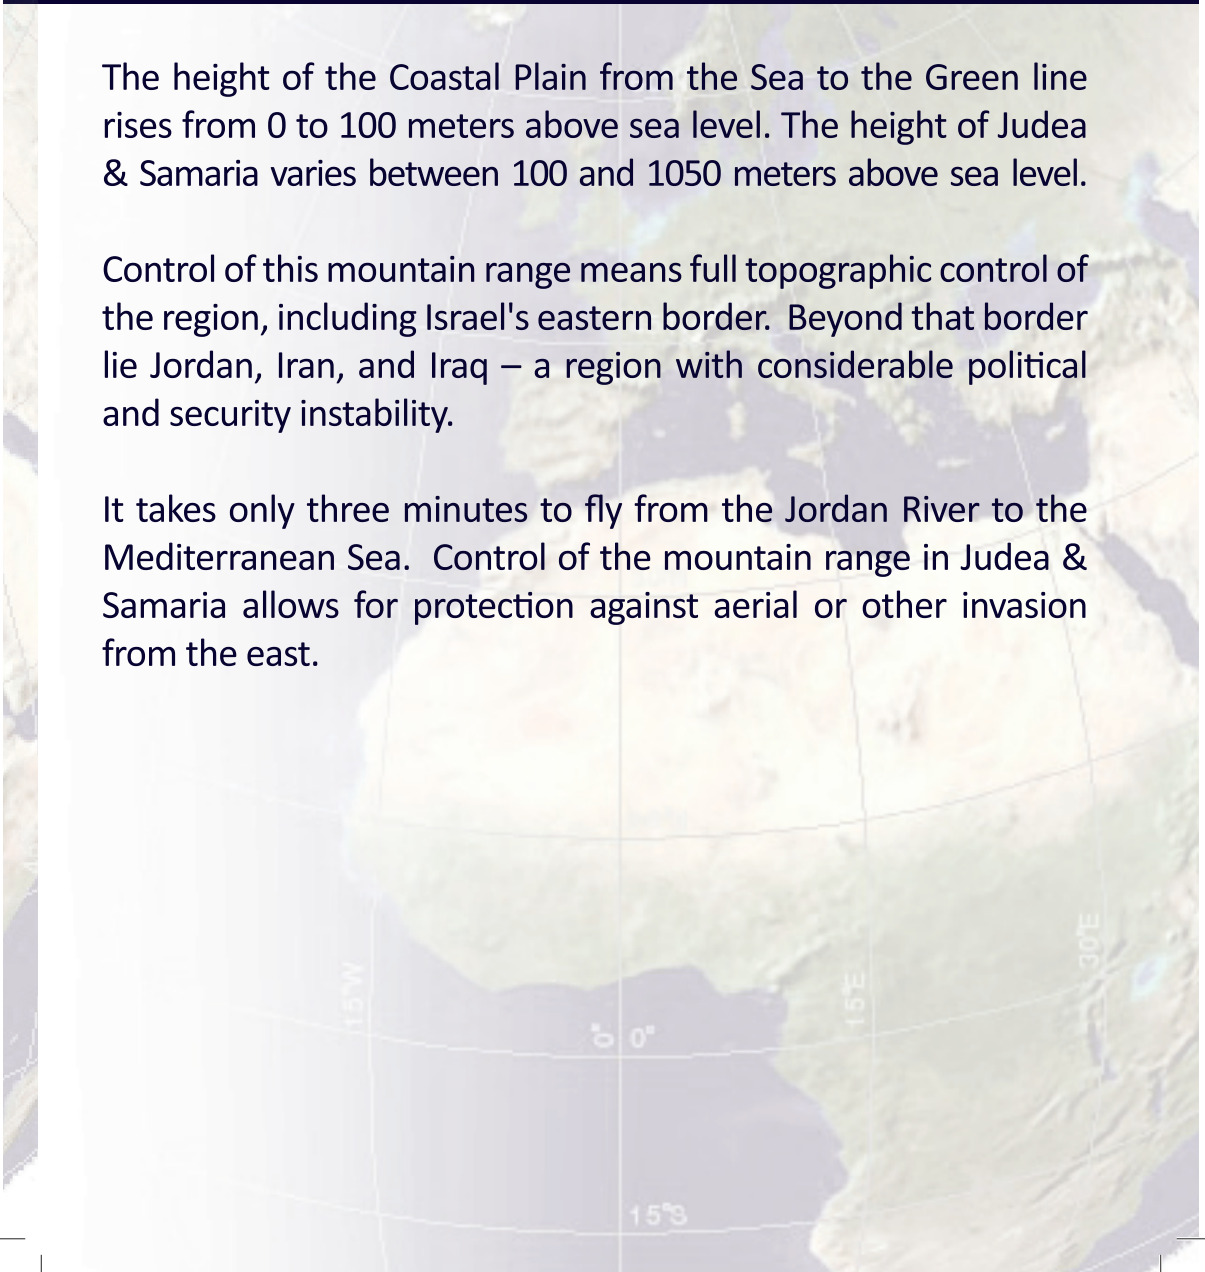 The height of the Coastal Plain from the Sea to the Green line
rises from 0 to 100 meters above sea level. The height of Judea
& Samaria varies between 100 and 1050 meters above sea level.
Control of this mountain range means full topographic control of
the region, including Israel's eastern border.  Beyond that border
lie Jordan, Iran, and Iraq – a region with considerable political
and security instability.
It takes only three minutes to fly from the Jordan River to the
Mediterranean Sea.  Control of the mountain range in Judea &
Samaria allows for protection against aerial or other invasion
from the east.
15°W
0° 0°
15°E
30°E
15°S